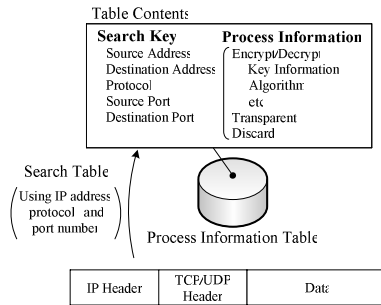 Table Contents
Search Key
Source Address
Destination Address
Protocol
Source Port
Destination Port
Process Information
Encrypt/Decrypt
Key Information
Algorithm
etc
Transparent
Discard
Search Table
(Using IP address
protocol and
port number)
Process Information Table
IP Header
TCP/UDP
Header
Data